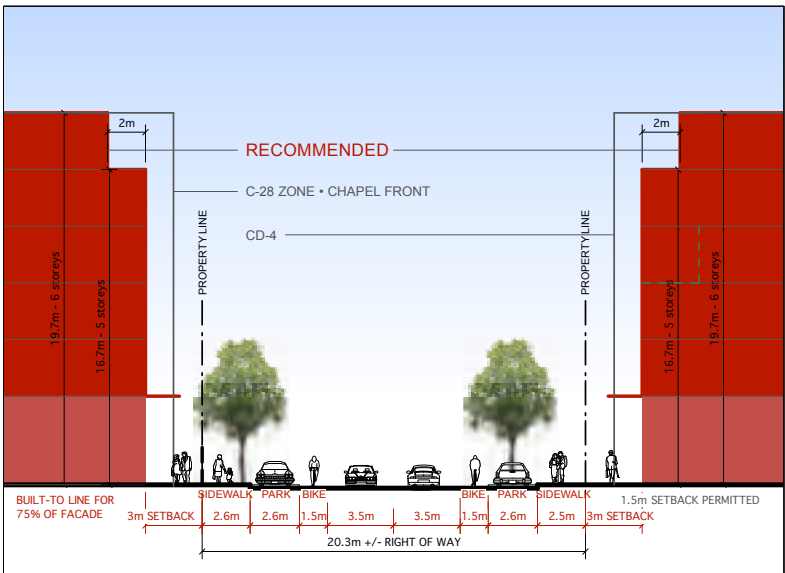 2m
2m
RECOMMENDED
C-28 ZONE • CHAPEL FRONT
CD-4
PROPERTY LINE
PROPERTY LINE
19.7m - 6 storeys
16.7m - 5 storeys
16.7m - 5 storeys
19.7m - 6 storeys
SIDEWALK PARK BIKE
BIKE PARK SIDEWALK
BUILT-TO LINE FOR
75% OF FACADE
1.5m SETBACK PERMITTED
3m SETBACK 2.6m 2.6m 1.5m 3.5m 3.5m 1.5m 2.6m 2.5m 3m SETBACK
20.3m +/- RIGHT OF WAY